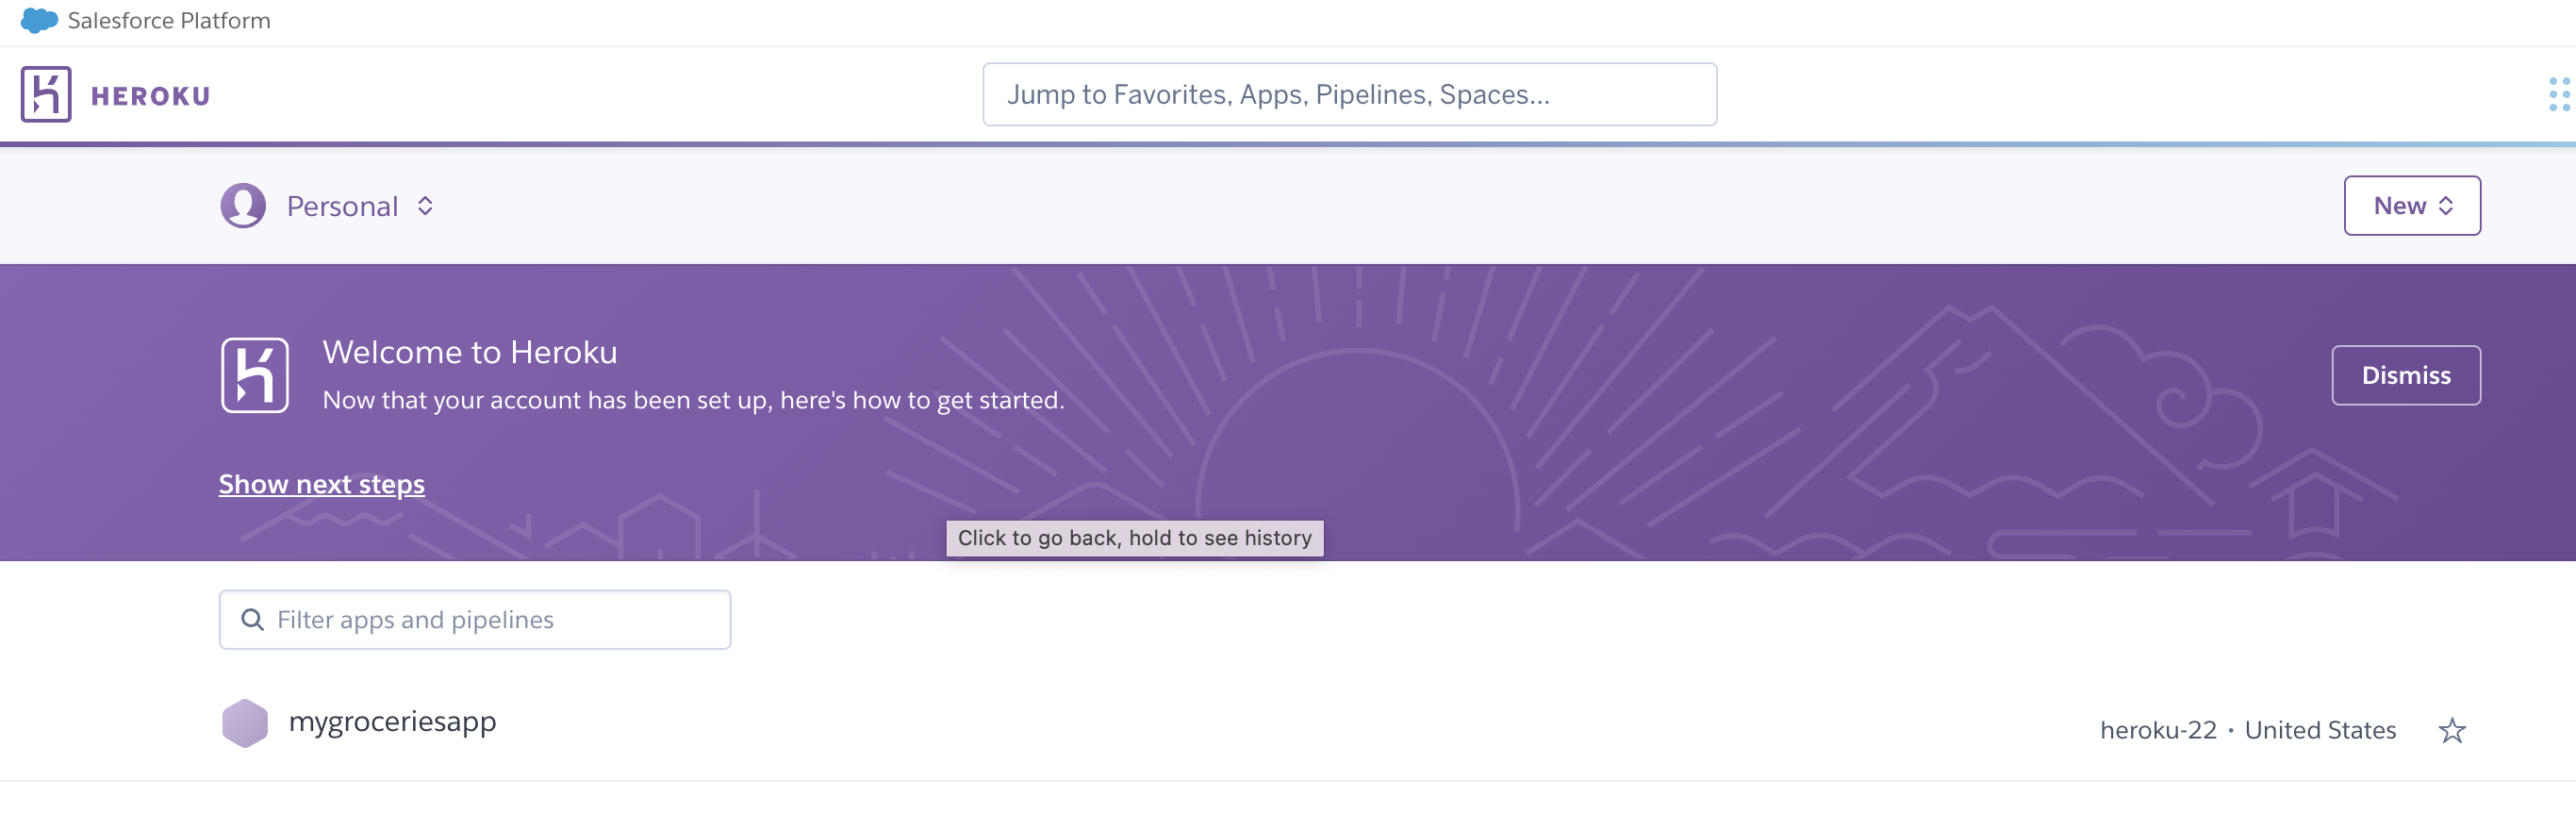 Salesforce Platform
HEROKU
Jump to Favorites, Apps, Pipelines, Spaces...
Personal
New
Welcome to Heroku
Now that your account has been set up, here's how to get started.
Dismiss
Show next steps
Click to go back, hold to see history
Filter apps and pipelines
mygroceriesapp
heroku-22 · United States